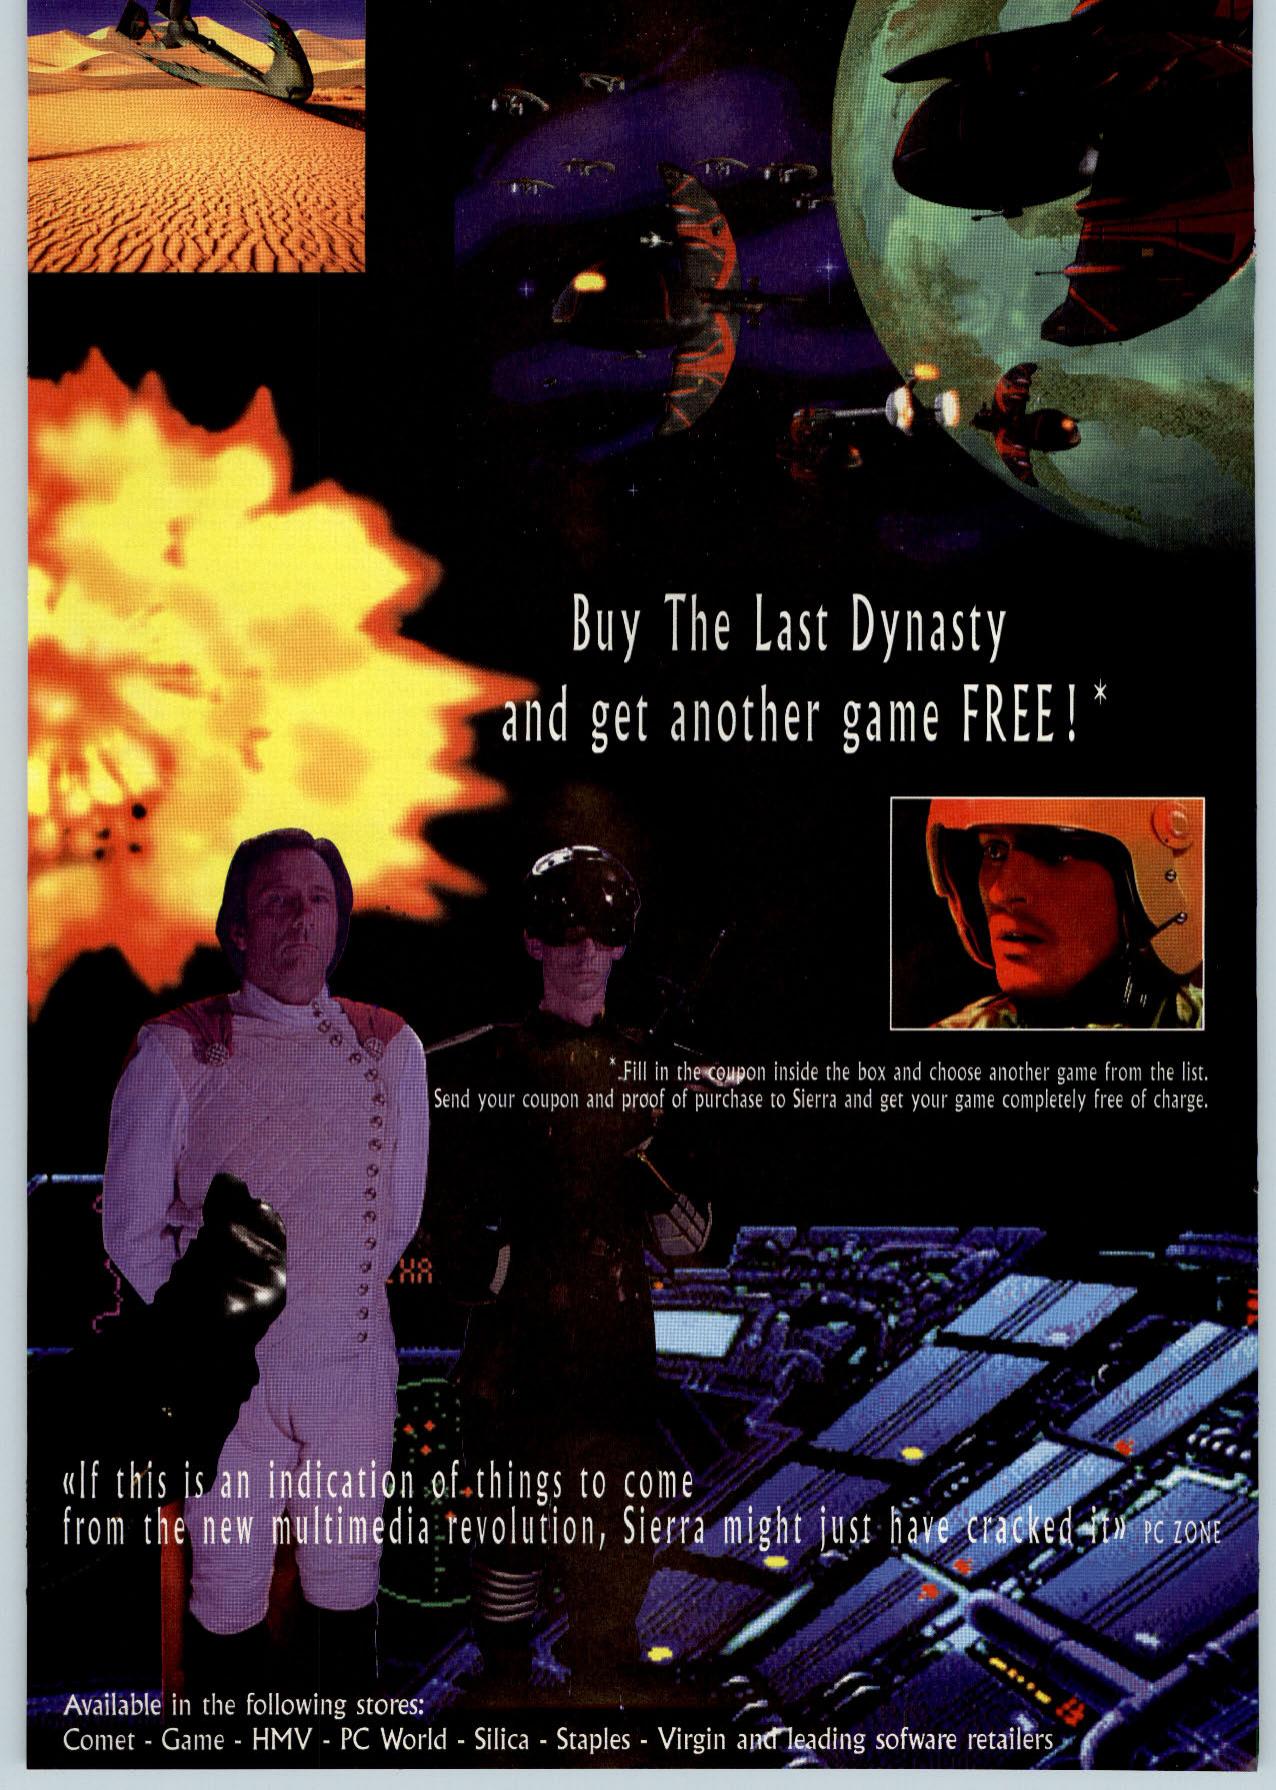 Buy The Last Dynasty
and get another game FREE!*
*Fill in the coupon inside the box and choose another game from the list.
Send your coupon and proof of purchase to Sierra and get your game completely free of charge.
«If this is an indication of things to come
from the new multimedia revolution, Sierra might just have cracked it» PC ZONE
Available in the following stores:
Comet - Game - HMV - PC World - Silica - Staples - Virgin and leading sofware retailers